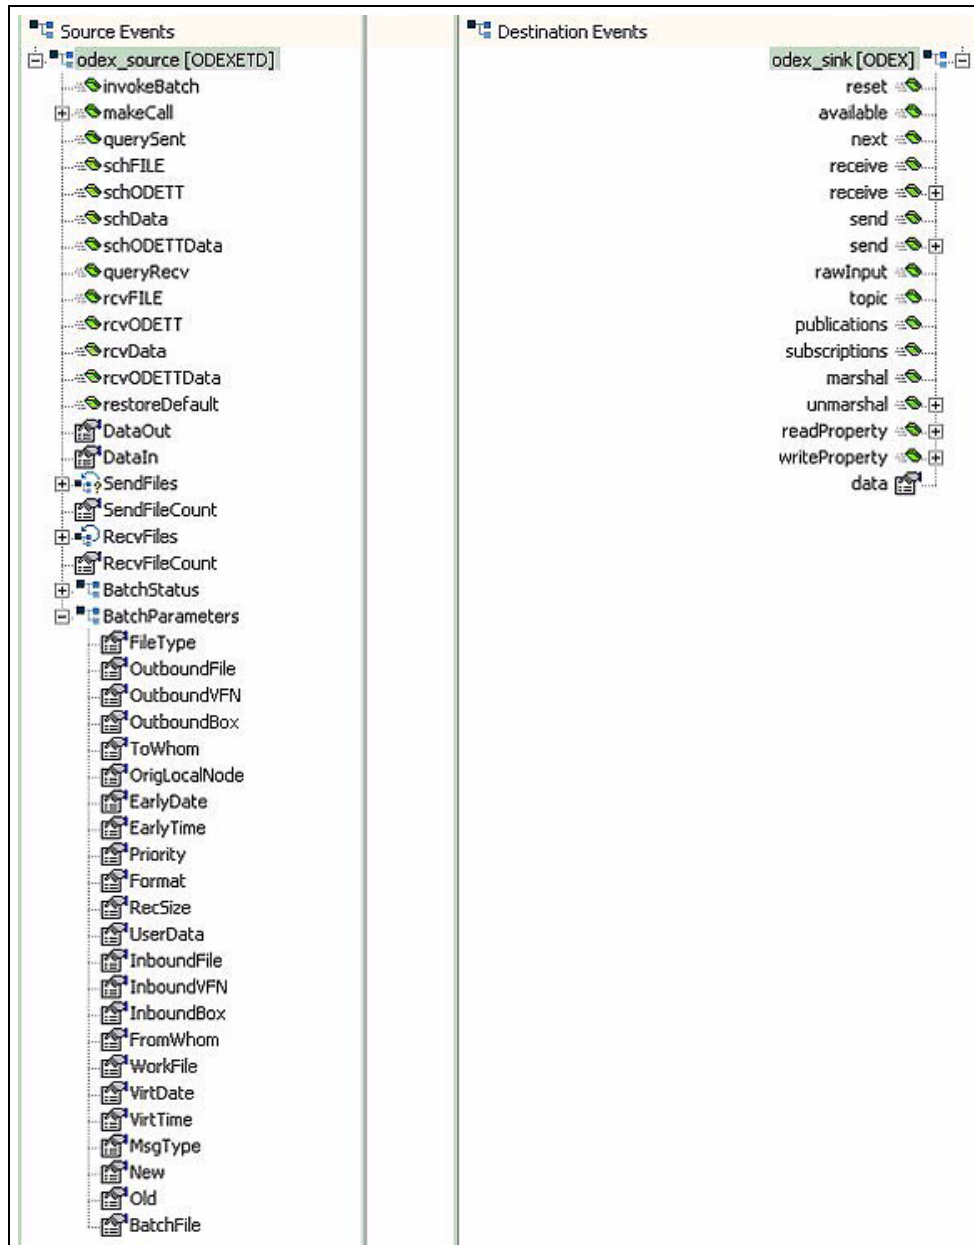 Source Events
odex_source [ODEXETD]
invokeBatch
makeCall
querySent
schFILE
schODETT
schData
schODETTData
queryRecv
rcvFILE
rcvODETT
rcvData
rcvODETTData
restoreDefault
DataOut
DataIn
SendFiles
SendFileCount
RecvFiles
RecvFileCount
BatchStatus
BatchParameters
FileType
OutboundFile
OutboundVFN
OutboundBox
ToWhom
OrigLocalNode
EarlyDate
EarlyTime
Priority
Format
RecSize
UserData
InboundFile
InboundVFN
InboundBox
FromWhom
WorkFile
VirtDate
VirtTime
MsgType
New
Old
BatchFile
Destination Events
odex_sink [ODEX]
reset
available
next
receive
receive
send
send
rawInput
topic
publications
subscriptions
marshal
unmarshal
readProperty
writeProperty
data